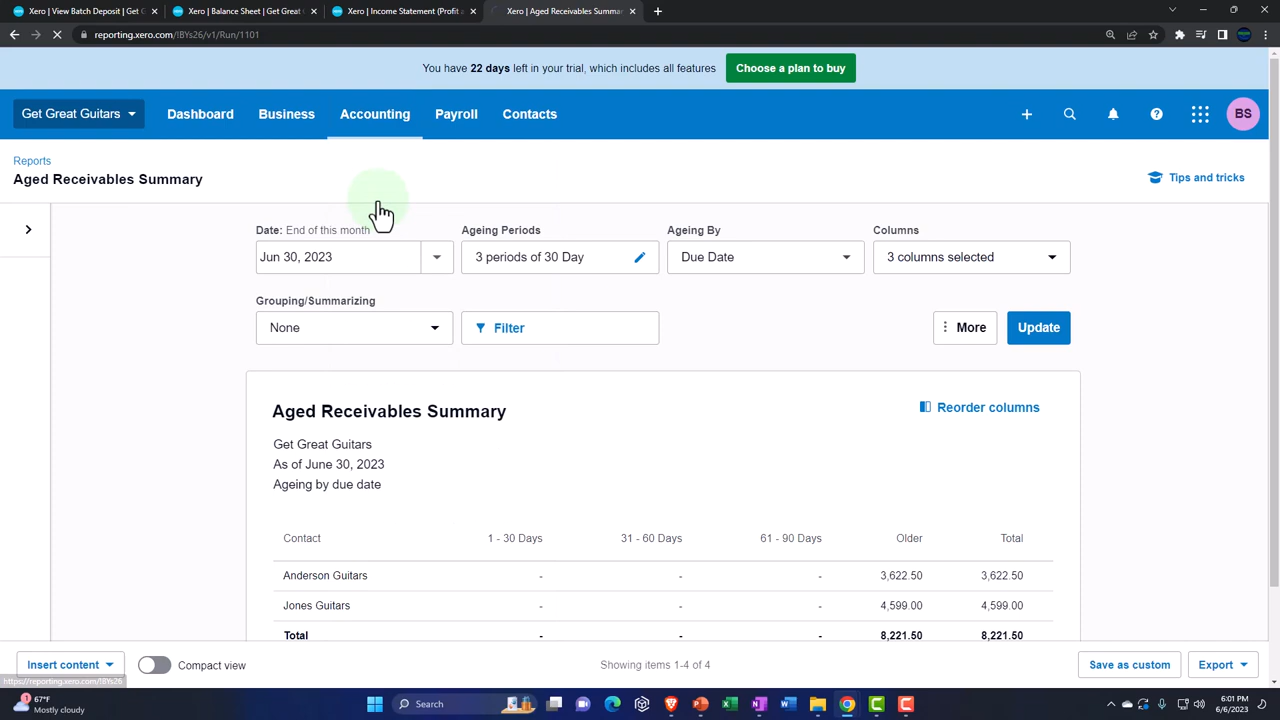 Xero | View Batch Deposit | Get G
Xero | Balance Sheet | Get Great G
Xero | Income Statement (Profit a
Xero | Aged Receivables Summa
reporting.xero.com/!BYs26/v1/Run/1101
You have 22 days left in your trial, which includes all features
Choose a plan to buy
Get Great Guitars
Dashboard
Business
Accounting
Payroll
Contacts
BS
Reports
Aged Receivables Summary
Tips and tricks
Date: End of this month
Ageing Periods
Ageing By
Columns
Jun 30, 2023
3 periods of 30 Day
Due Date
3 columns selected
Grouping/Summarizing
None
Filter
More
Update
Aged Receivables Summary
Reorder columns
Get Great Guitars
As of June 30, 2023
Ageing by due date
Contact 1 - 30 Days 31 - 60 Days 61 - 90 Days Older Total
Anderson Guitars - - - 3,622.50 3,622.50
Jones Guitars - - - 4,599.00 4,599.00
Total - - - 8,221.50 8,221.50
Insert content
Compact view
Showing items 1-4 of 4
Save as custom
Export
https://reporting.xero.com/!BYs26
67°F
Mostly cloudy
Search
6:01 PM
6/6/2023